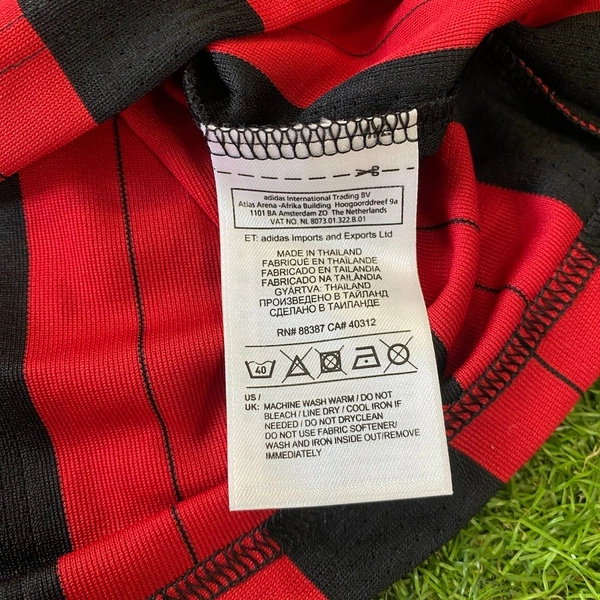 adidas International Trading BV
Atlas Arena -Afrika Building Hoogoorddreef 9a
1101 BA Amsterdam ZO The Netherlands
VAT NO. NL 8073.01.322.B.01
ET: adidas Imports and Exports Ltd
MADE IN THAILAND
FABRIQUÉ EN THAÏLANDE
FABRICADO EN TAILANDIA
FABRICADO NA TAILÂNDIA
GYÁRTVA: THAILAND
ПРОИЗВЕДЕНО В ТАЙЛАНД
СДЕЛАНО В ТАИЛАНДЕ
RN# 88387 CA# 40312
40
US /
UK: MACHINE WASH WARM / DO NOT
BLEACH / LINE DRY / COOL IRON IF
NEEDED / DO NOT DRYCLEAN
DO NOT USE FABRIC SOFTENER/
WASH AND IRON INSIDE OUT/REMOVE
IMMEDIATELY